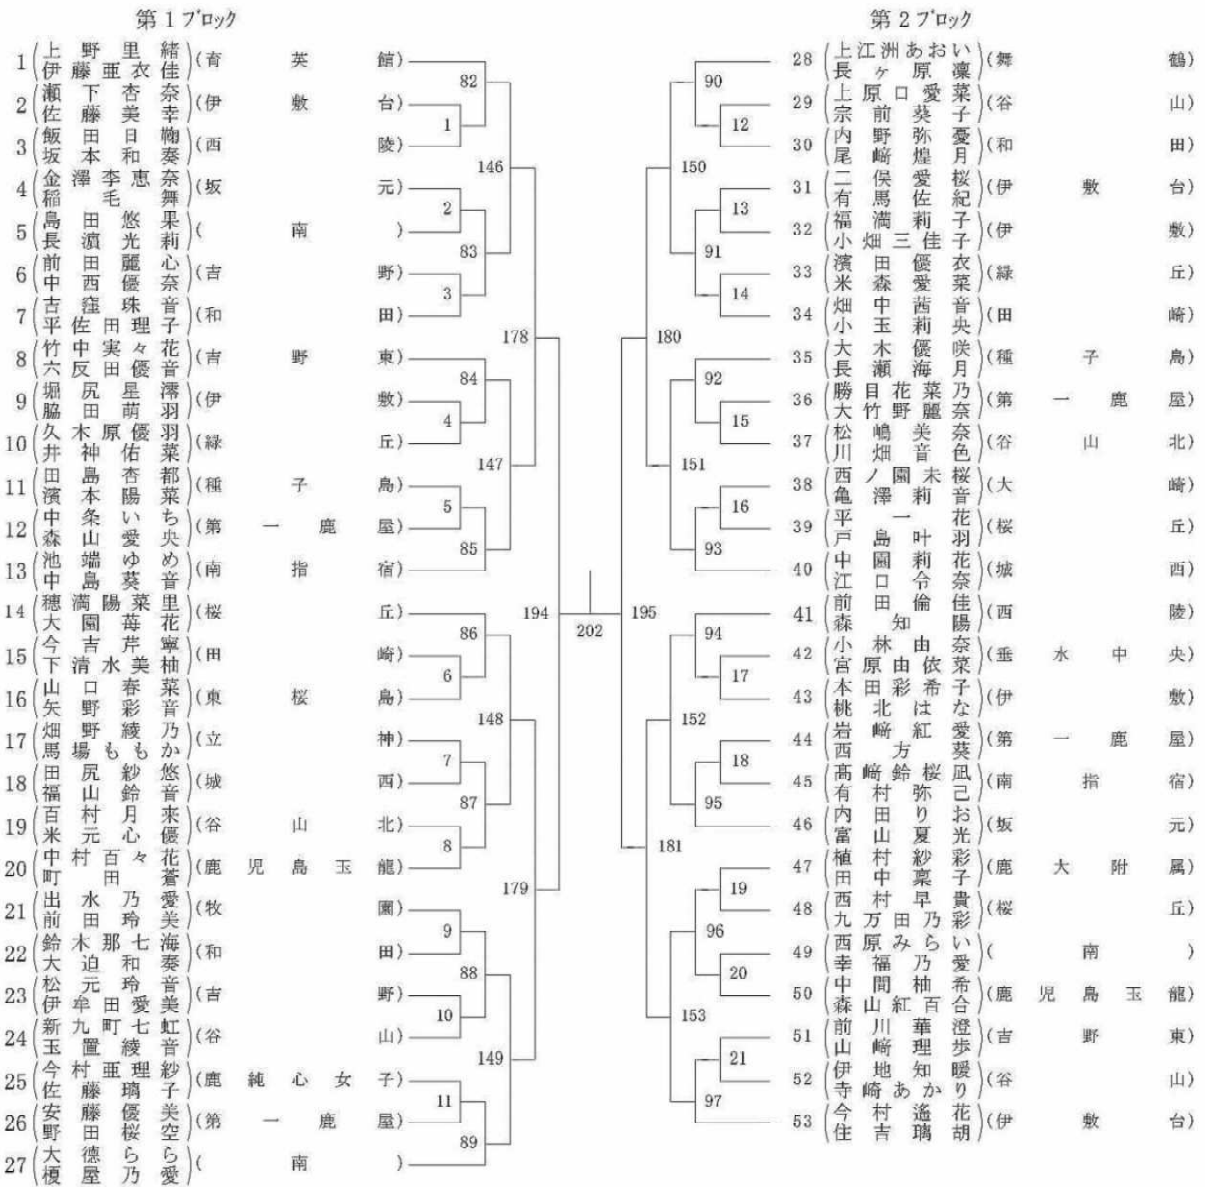 第1ブロック
1 (上野里緒 伊藤亜衣佳) (育英館)
2 (瀬下杏奈 佐藤美幸) (伊敷台)
3 (飯田日鞠 坂本和奏) (西陵)
4 (金澤李恵奈 稲毛舞) (坂元)
5 (島田悠果 長濵光莉) (南)
6 (前田麗心 中西優奈) (吉野)
7 (吉窪珠音 平佐田理子) (和田)
8 (竹中実々花 六反田優音) (吉野東)
9 (堀尻星澪 脇田萌羽) (伊敷)
10 (久木原優羽 井神佑菜) (緑丘)
11 (田島杏都 濱本陽菜) (種子島)
12 (中条いち 森山愛央) (第一鹿屋)
13 (池端ゆめ 中島葵音) (南指宿)
14 (穂満陽菜里 大園苺花) (桜丘)
15 (今吉芹寧 下清水美柚) (田崎)
16 (山口春菜 矢野彩音) (東桜島)
17 (畑野綾乃 馬場ももか) (立神)
18 (田尻紗悠 福山鈴音) (城西)
19 (百村月来 米元心優) (谷山北)
20 (中村百々花 町田蒼) (鹿児島玉龍)
21 (出水乃愛 前田玲美) (牧園)
22 (鈴木那七海 大迫和奏) (和田)
23 (松元玲音 伊牟田愛美) (吉野)
24 (新九町七虹 玉置綾音) (谷山)
25 (今村亜理紗 佐藤璃子) (鹿純心女子)
26 (安藤優美 野田桜空) (第一鹿屋)
27 (大德らら 榎屋乃愛) (南)
82
1
146
2
83
3
178
84
4
147
5
85
194
86
6
148
7
87
8
179
9
88
10
149
11
89
202
第2ブロック
90
12
150
13
91
14
180
92
15
151
16
93
195
94
17
152
18
95
181
19
96
20
153
21
97
28 (上江洲あおい 長ヶ原凜) (舞鶴)
29 (上原口愛菜 宗前葵子) (谷山)
30 (内野弥憂 尾﨑煌月) (和田)
31 (二俣愛桜 有馬佐紀) (伊敷台)
32 (福満莉子 小畑三佳子) (伊敷)
33 (濱田優衣 米森愛菜) (緑丘)
34 (畑中茜音 小玉莉央) (田崎)
35 (大木優咲 長瀬海月) (種子島)
36 (勝目花菜乃 大竹野麗奈) (第一鹿屋)
37 (松嶋美奈 川畑音色) (谷山北)
38 (西ノ園未桜 亀澤莉音) (大崎)
39 (平一花 戸島叶羽) (桜丘)
40 (中園莉花 江口令奈) (城西)
41 (前田倫佳 森知陽) (西陵)
42 (小林由奈 宮原由依菜) (垂水中央)
43 (本田彩希子 桃北はな) (伊敷)
44 (岩﨑紅愛 西方葵) (第一鹿屋)
45 (髙﨑鈴桜凪 有村弥己) (南指宿)
46 (内田りお 富山夏光) (坂元)
47 (植村紗彩 田中稟子) (鹿大附属)
48 (西村早貴 九万田乃彩) (桜丘)
49 (西原みらい 幸福乃愛) (南)
50 (中間柚希 森山紅百合) (鹿児島玉龍)
51 (前川華澄 山﨑理歩) (吉野東)
52 (伊地知暖 寺崎あかり) (谷山)
53 (今村遙花 住吉璃胡) (伊敷台)